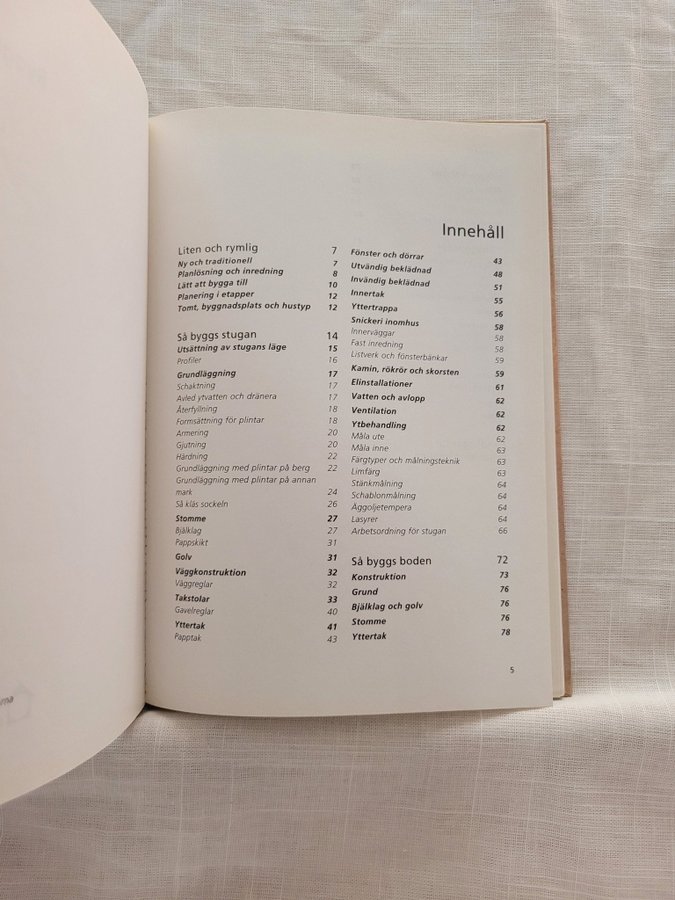 Innehåll
Liten och rymlig 7
Ny och traditionell 7
Planlösning och inredning 8
Lätt att bygga till 10
Planering i etapper 12
Tomt, byggnadsplats och hustyp 12
Så byggs stugan 14
Utsättning av stugans läge 15
Profiler 16
Grundläggning 17
Schaktning 17
Avled ytvatten och dränera 17
Återfyllning 18
Formsättning för plintar 18
Armering 20
Gjutning 20
Härdning 22
Grundläggning med plintar på berg 22
Grundläggning med plintar på annan
mark 24
Så kläs sockeln 26
Stomme 27
Bjälklag 27
Pappskikt 31
Golv 31
Väggkonstruktion 32
Väggreglar 32
Takstolar 33
Gavelreglar 40
Yttertak 41
Papptak 43
Fönster och dörrar 43
Utvändig beklädnad 48
Invändig beklädnad 51
Innertak 55
Yttertrappa 56
Snickeri inomhus 58
Innerväggar 58
Fast inredning 58
Listverk och fönsterbänkar 59
Kamin, rökrör och skorsten 59
Elinstallationer 61
Vatten och avlopp 62
Ventilation 62
Ytbehandling 62
Måla ute 62
Måla inne 63
Färgtyper och målningsteknik 63
Limfärg 63
Stänkmålning 64
Schablonmålning 64
Äggoljetempera 64
Lasyrer 64
Arbetsordning för stugan 66
Så byggs boden 72
Konstruktion 73
Grund 76
Bjälklag och golv 76
Stomme 76
Yttertak 78
5